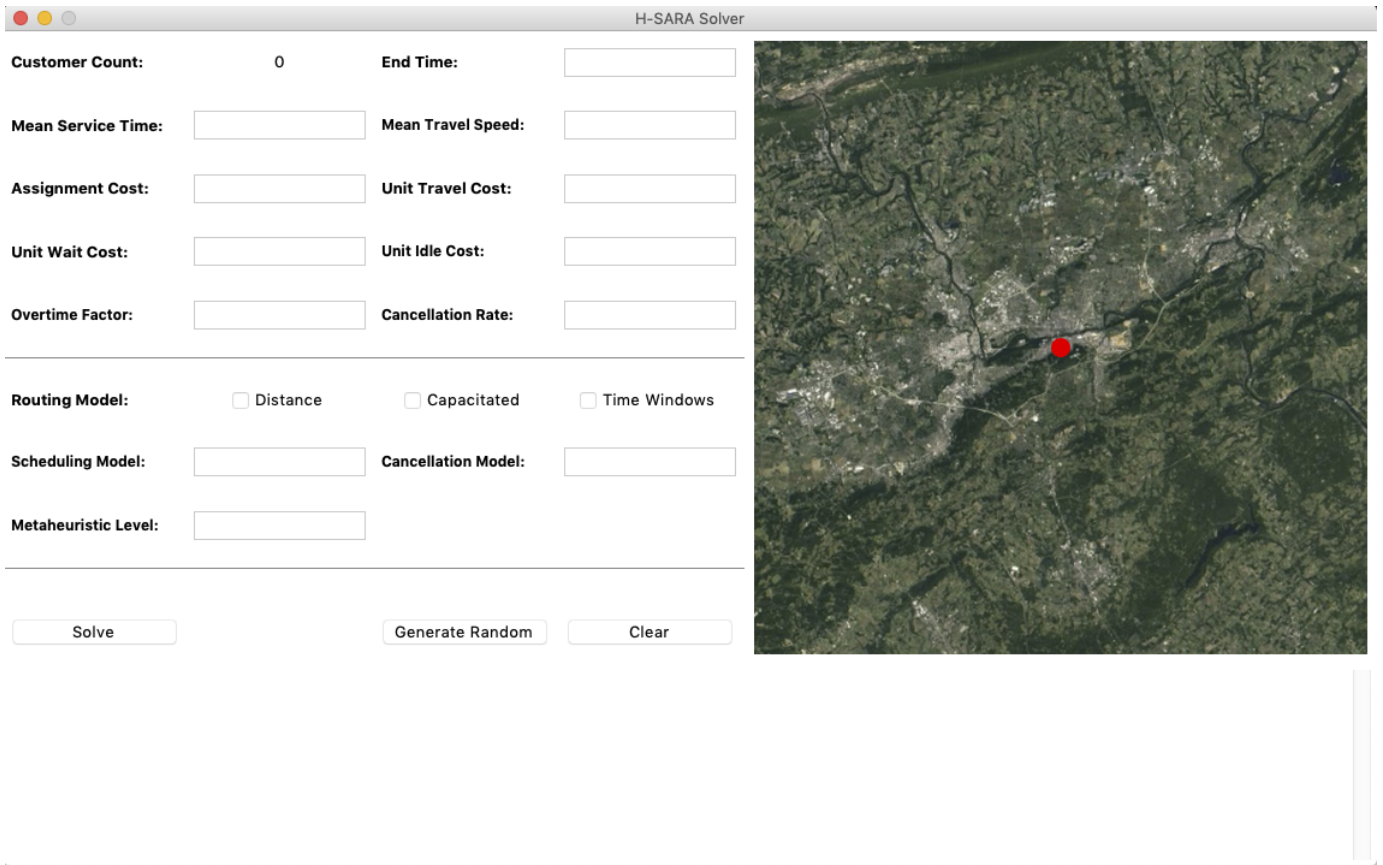 H-SARA Solver
Customer Count: 0 End Time:
Mean Service Time: Mean Travel Speed:
Assignment Cost: Unit Travel Cost:
Unit Wait Cost: Unit Idle Cost:
Overtime Factor: Cancellation Rate:
Routing Model: Distance Capacitated Time Windows
Scheduling Model: Cancellation Model:
Metaheuristic Level:
Solve Generate Random Clear